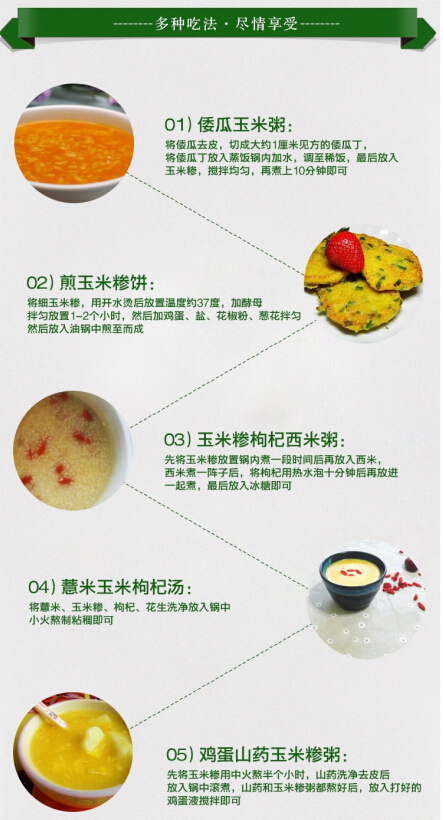 --------多种吃法·尽情享受--------
01）倭瓜玉米粥：
将倭瓜去皮，切成大约1厘米见方的倭瓜丁，
将倭瓜丁放入蒸饭锅内加水，调至稀饭，最后放入
玉米糁，搅拌均匀，再煮上10分钟即可
02）煎玉米糁饼：
将细玉米糁，用开水烫后放置温度约37度，加酵母
拌匀放置1-2个小时，然后加鸡蛋、盐、花椒粉、葱花拌匀
然后放入油锅中煎至而成
03）玉米糁枸杞西米粥：
先将玉米糁放置锅内煮一段时间后再放入西米，
西米煮一阵子后，将枸杞用热水泡十分钟后再放进
一起煮，最后放入冰糖即可
04）薏米玉米枸杞汤：
将薏米、玉米糁、枸杞、花生洗净放入锅中
小火熬制粘稠即可
05）鸡蛋山药玉米糁粥：
先将玉米糁用中火熬半个小时，山药洗净去皮后
放入锅中滚煮，山药和玉米糁粥都熬好后，放入打好的
鸡蛋液搅拌即可